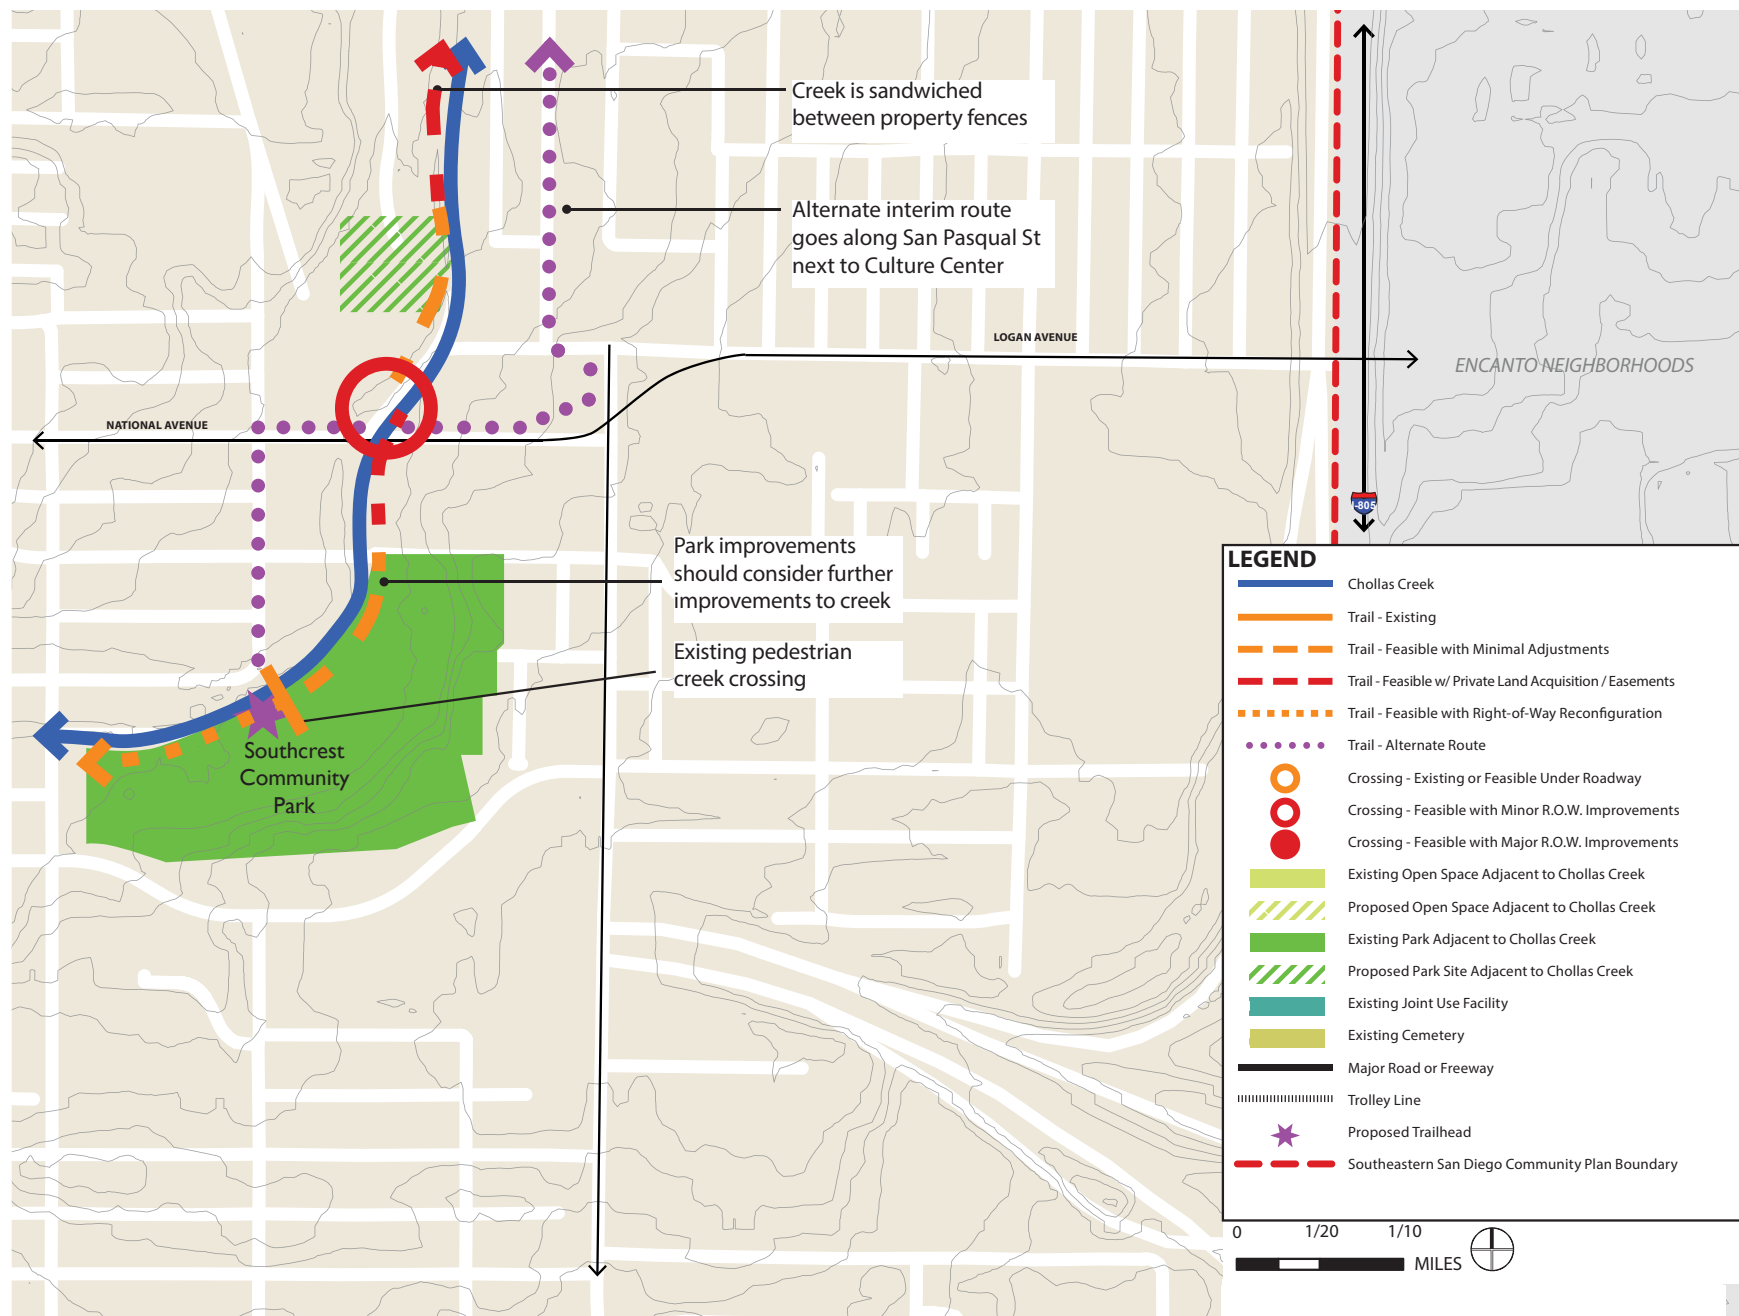 Creek is sandwiched
between property fences
Alternate interim route
goes along San Pasqual St
next to Culture Center
LOGAN AVENUE
ENCANTO NEIGHBORHOODS
NATIONAL AVENUE
I-805
Park improvements
should consider further
improvements to creek
Existing pedestrian
creek crossing
Southcrest
Community
Park
LEGEND
Chollas Creek
Trail - Existing
Trail - Feasible with Minimal Adjustments
Trail - Feasible w/ Private Land Acquisition / Easements
Trail - Feasible with Right-of-Way Reconfiguration
Trail - Alternate Route
Crossing - Existing or Feasible Under Roadway
Crossing - Feasible with Minor R.O.W. Improvements
Crossing - Feasible with Major R.O.W. Improvements
Existing Open Space Adjacent to Chollas Creek
Proposed Open Space Adjacent to Chollas Creek
Existing Park Adjacent to Chollas Creek
Proposed Park Site Adjacent to Chollas Creek
Existing Joint Use Facility
Existing Cemetery
Major Road or Freeway
Trolley Line
Proposed Trailhead
Southeastern San Diego Community Plan Boundary
0 1/20 1/10
MILES